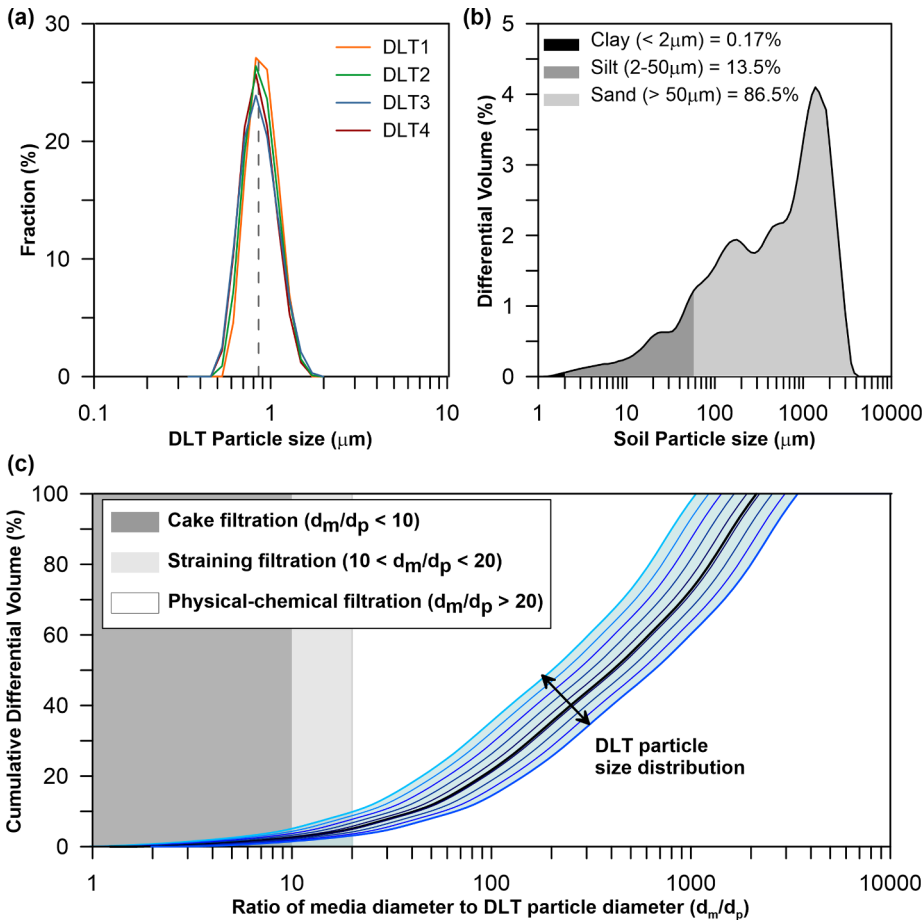 (a)
30
20
10
0
Fraction (%)
DLT1
DLT2
DLT3
DLT4
0.1
1
10
DLT Particle size (μm)
(b)
5
4
3
2
1
0
Differential Volume (%)
Clay (< 2μm) = 0.17%
Silt (2-50μm) = 13.5%
Sand (> 50μm) = 86.5%
1
10
100
1000
10000
Soil Particle size (μm)
(c)
100
80
60
40
20
0
Cumulative Differential Volume (%)
Cake filtration (dm/dp < 10)
Straining filtration (10 < dm/dp < 20)
Physical-chemical filtration (dm/dp > 20)
DLT particle
size distribution
1
10
100
1000
10000
Ratio of media diameter to DLT particle diameter (dm/dp)